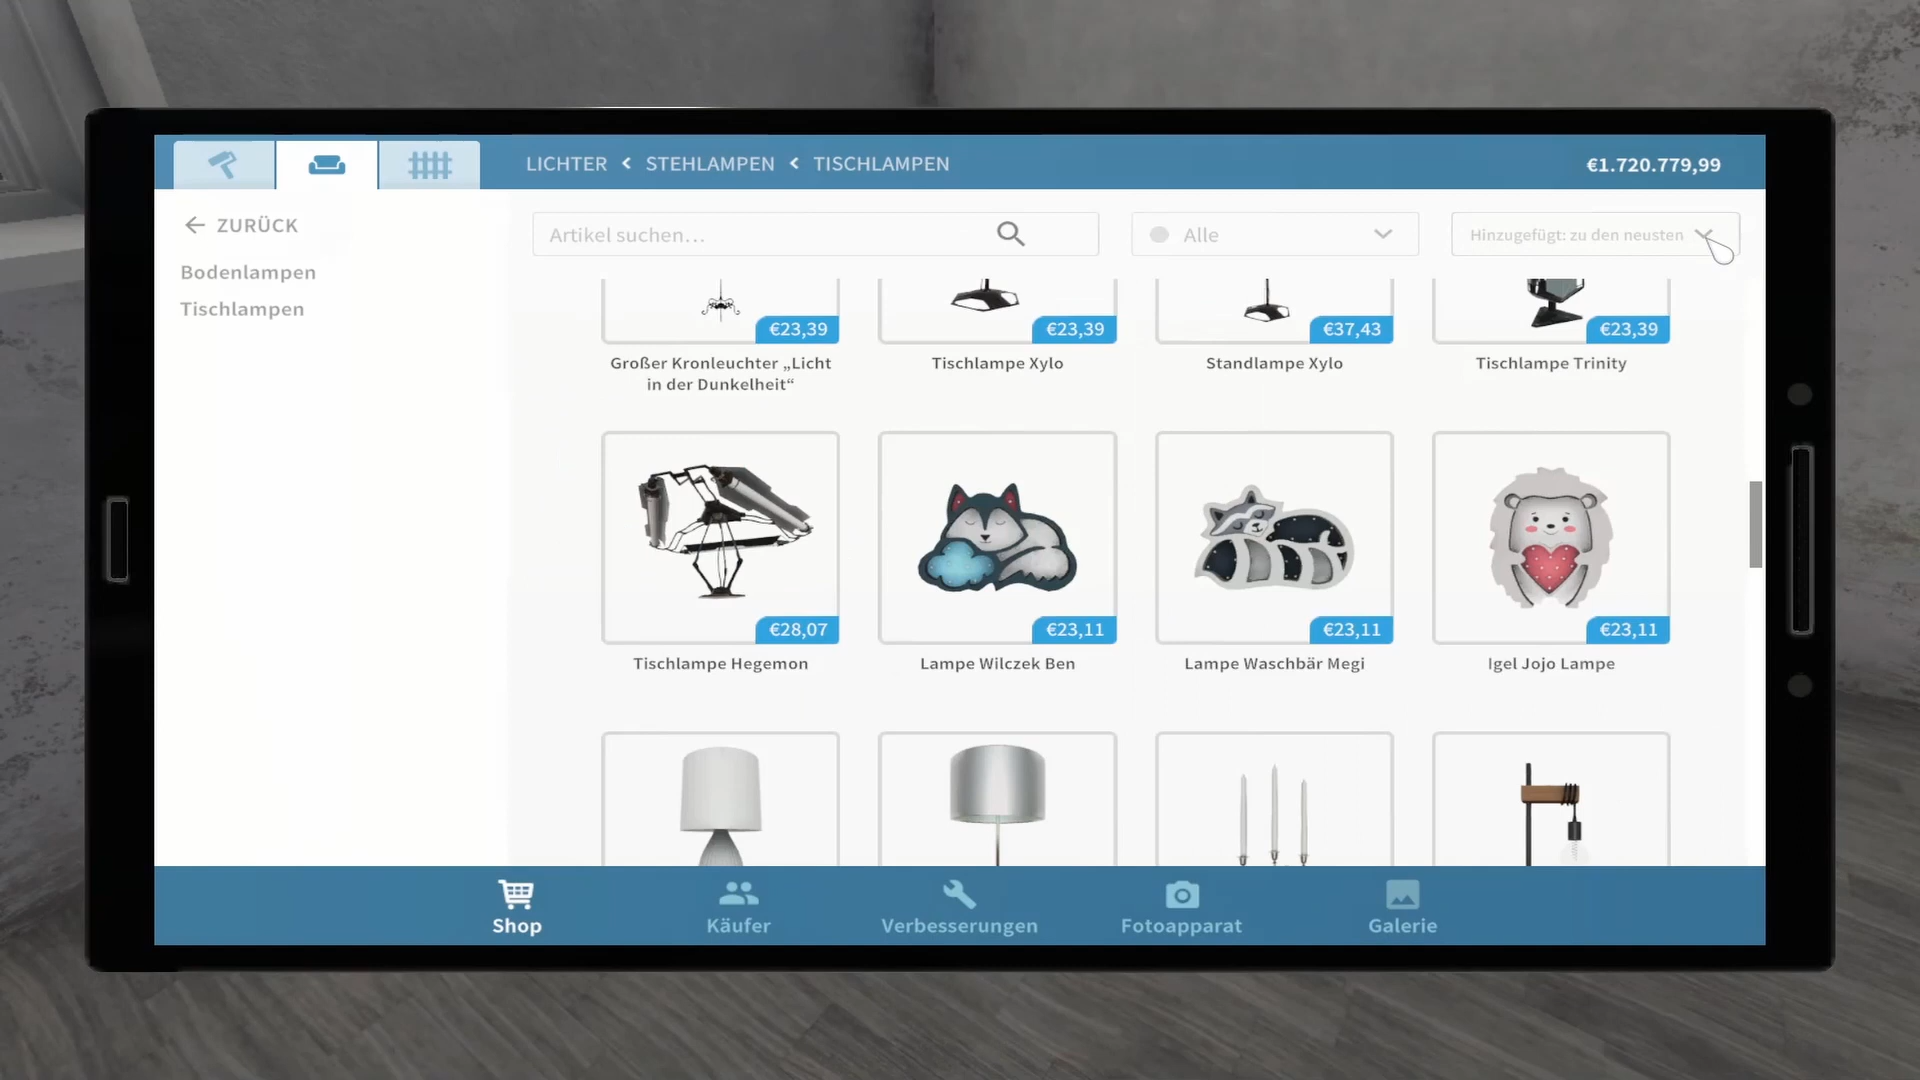 LICHTER < STEHLAMPEN < TISCHLAMPEN
€1.720.779,99
ZURÜCK
Bodenlampen
Tischlampen
Artikel suchen...
Alle
Hinzugefügt: zu den neusten
€23,39
€23,39
€37,43
€23,39
Großer Kronleuchter „Licht
in der Dunkelheit“
Tischlampe Xylo
Standlampe Xylo
Tischlampe Trinity
€28,07
€23,11
€23,11
€23,11
Tischlampe Hegemon
Lampe Wilczek Ben
Lampe Waschbär Megi
Igel Jojo Lampe
Shop
Käufer
Verbesserungen
Fotoapparat
Galerie